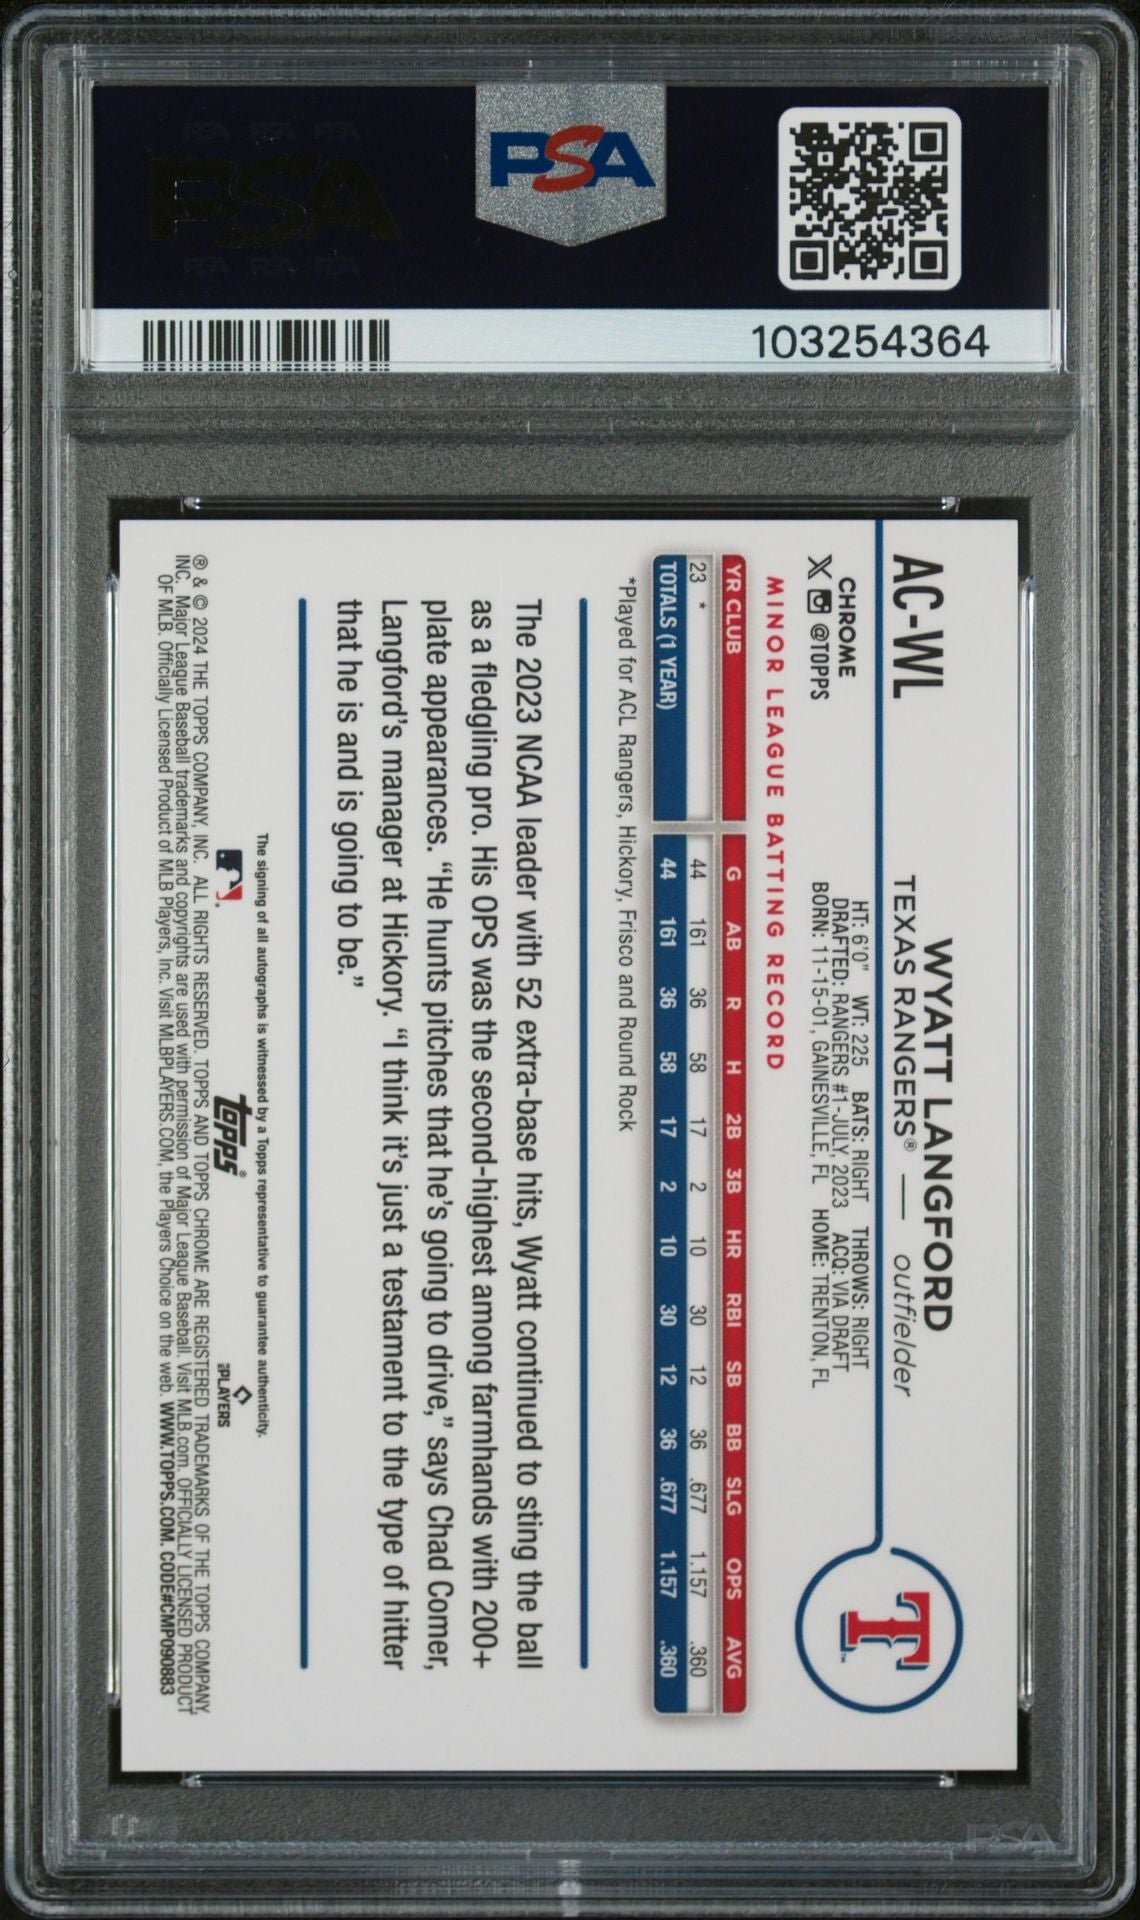 PSA PSA PSA
PSA
PSA PSA PSA
PSA
103254364
AC-WL
WYATT LANGFORD
TEXAS RANGERS® — outfielder
HT: 6'0" WT: 225 BATS: RIGHT THROWS: RIGHT
DRAFTED: RANGERS #1-JULY, 2023 ACQ: VIA DRAFT
BORN: 11-15-01, GAINESVILLE, FL HOME: TRENTON, FL
CHROME
X @TOPPS
T™
MINOR LEAGUE BATTING RECORD
YR CLUB G AB R H 2B 3B HR RBI SB BB SLG OPS AVG
23 * 44 161 36 58 17 2 10 30 12 36 .677 1.157 .360
TOTALS (1 YEAR) 44 161 36 58 17 2 10 30 12 36 .677 1.157 .360
*Played for ACL Rangers, Hickory, Frisco and Round Rock
The 2023 NCAA leader with 52 extra-base hits, Wyatt continued to sting the ball
as a fledgling pro. His OPS was the second-highest among farmhands with 200+
plate appearances. “He hunts pitches that he’s going to drive,” says Chad Comer,
Langford’s manager at Hickory. “I think it’s just a testament to the type of hitter
that he is and is going to be.”
The signing of all autographs is witnessed by a Topps representative to guarantee authenticity.
topps®
PLAYERS
® & © 2024 THE TOPPS COMPANY, INC. ALL RIGHTS RESERVED. TOPPS AND TOPPS CHROME ARE REGISTERED TRADEMARKS OF THE TOPPS COMPANY,
INC. Major League Baseball trademarks and copyrights are used with permission of Major League Baseball. Visit MLB.com. OFFICIALLY LICENSED PRODUCT
OF MLB. Officially Licensed Product of MLB Players, Inc. Visit MLBPLAYERS.COM, the Players Choice on the web. WWW.TOPPS.COM. CODE#CMP090883
PSA